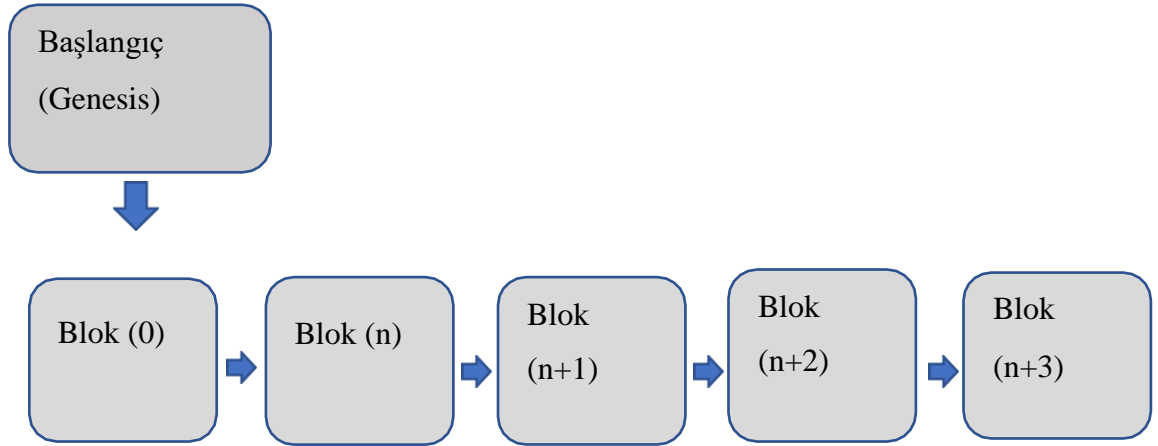 Başlangıç
(Genesis)
Blok (0)
Blok (n)
Blok
(n+1)
Blok
(n+2)
Blok
(n+3)